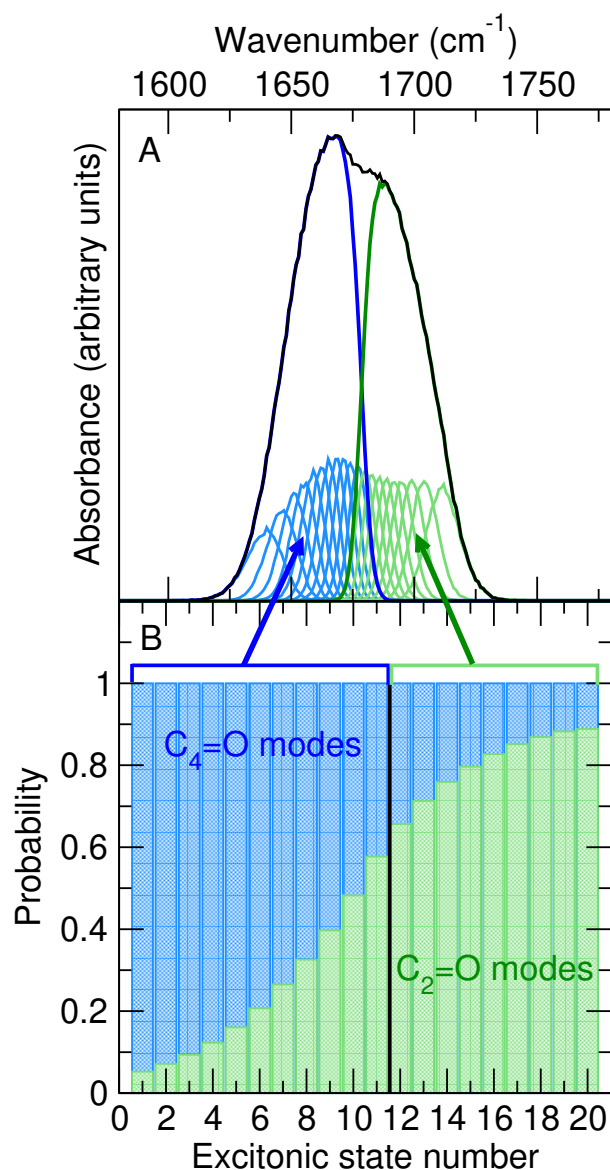 Wavenumber (cm⁻¹)
1600 1650 1700 1750
A
Absorbance (arbitrary units)
B
1
0.8
0.6
0.4
0.2
0
Probability
C₄=O modes
C₂=O modes
0 2 4 6 8 10 12 14 16 18 20
Excitonic state number